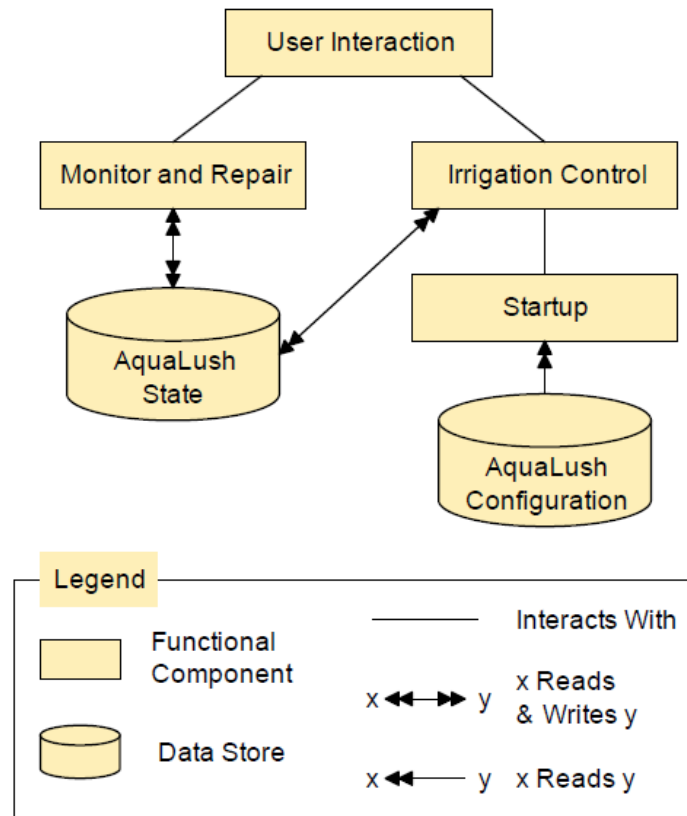 User Interaction
Monitor and Repair
Irrigation Control
Startup
AquaLush
State
AquaLush
Configuration
Legend
Functional
Component
Data Store
Interacts With
x y x Reads
& Writes y
x y x Reads y